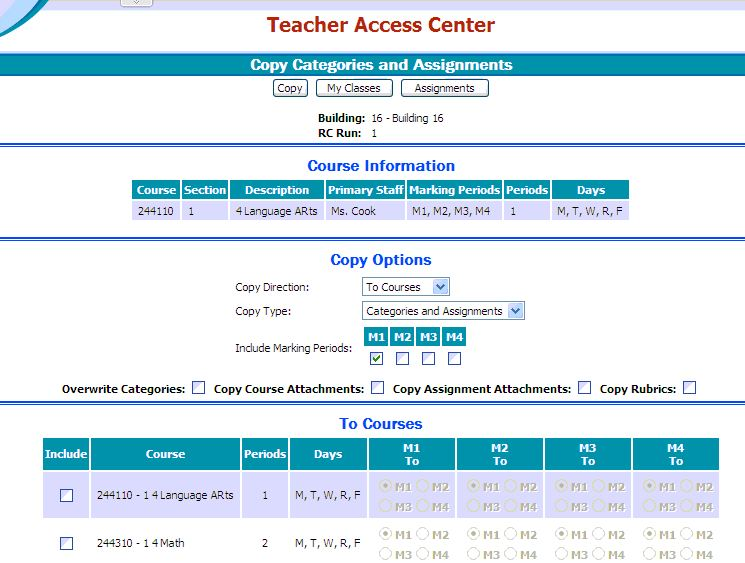 Teacher Access Center
Copy Categories and Assignments
Copy My Classes Assignments
Building: 16 - Building 16
RC Run: 1
Course Information
Course Section Description Primary Staff Marking Periods Periods Days
244110 1 4 Language ARts Ms. Cook M1, M2, M3, M4 1 M, T, W, R, F
Copy Options
Copy Direction: To Courses
Copy Type: Categories and Assignments
M1 M2 M3 M4
Include Marking Periods:
Overwrite Categories: Copy Course Attachments: Copy Assignment Attachments: Copy Rubrics:
To Courses
Include Course Periods Days M1 To M2 To M3 To M4 To
M1 M2 M1 M2 M1 M2 M1 M2
244110 - 1 4 Language ARts 1 M, T, W, R, F
M3 M4 M3 M4 M3 M4 M3 M4
M1 M2 M1 M2 M1 M2 M1 M2
244310 - 1 4 Math 2 M, T, W, R, F
M3 M4 M3 M4 M3 M4 M3 M4